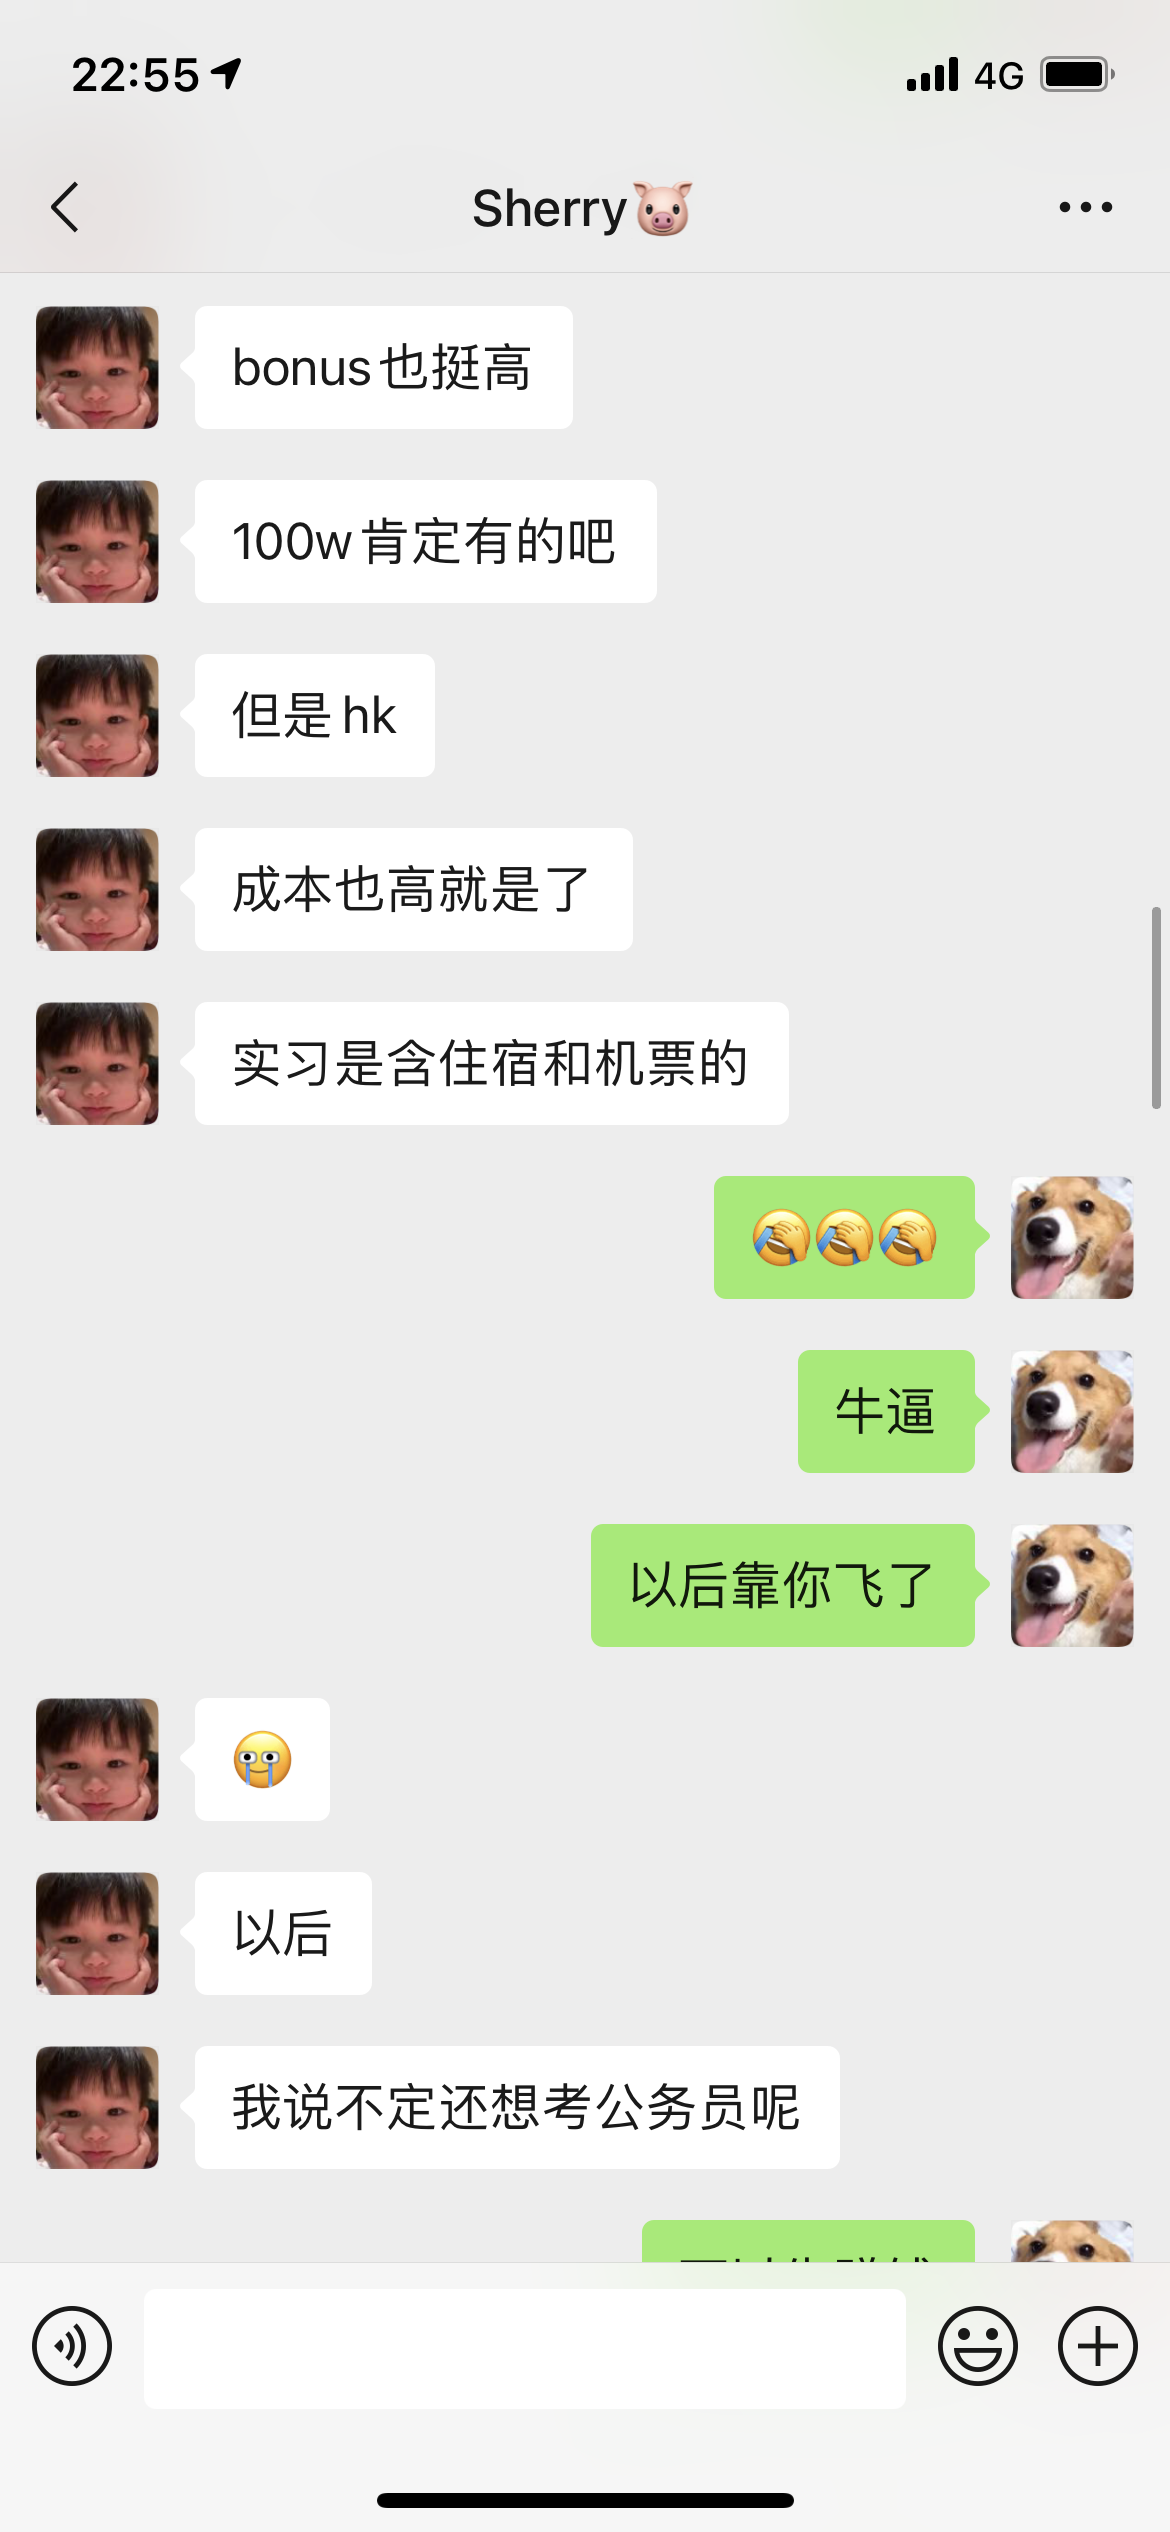 22:55
4G
Sherry🐷
bonus也挺高
100w肯定有的吧
但是hk
成本也高就是了
实习是含住宿和机票的
牛逼
以后靠你飞了
以后
我说不定还想考公务员呢